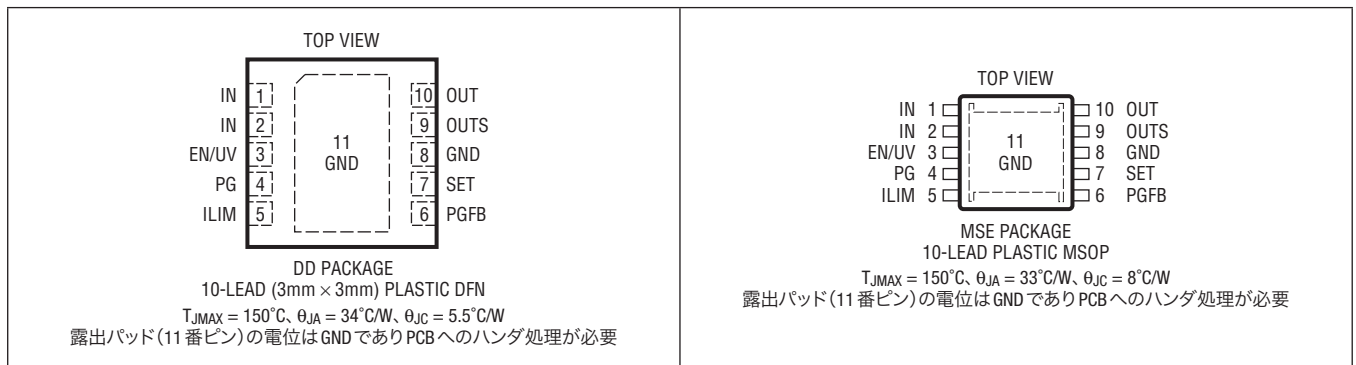 TOP VIEW
IN 1 10 OUT
IN 2 9 OUTS
EN/UV 3 11 8 GND
GND
PG 4 7 SET
ILIM 5 6 PGFB
DD PACKAGE
10-LEAD (3mm × 3mm) PLASTIC DFN
TJMAX = 150°C、θJA = 34°C/W、θJC = 5.5°C/W
露出パッド（11番ピン）の電位はGNDでありPCBへのハンダ処理が必要
TOP VIEW
IN 1 10 OUT
IN 2 9 OUTS
EN/UV 3 11 8 GND
GND
PG 4 7 SET
ILIM 5 6 PGFB
MSE PACKAGE
10-LEAD PLASTIC MSOP
TJMAX = 150°C、θJA = 33°C/W、θJC = 8°C/W
露出パッド（11番ピン）の電位はGNDでありPCBへのハンダ処理が必要